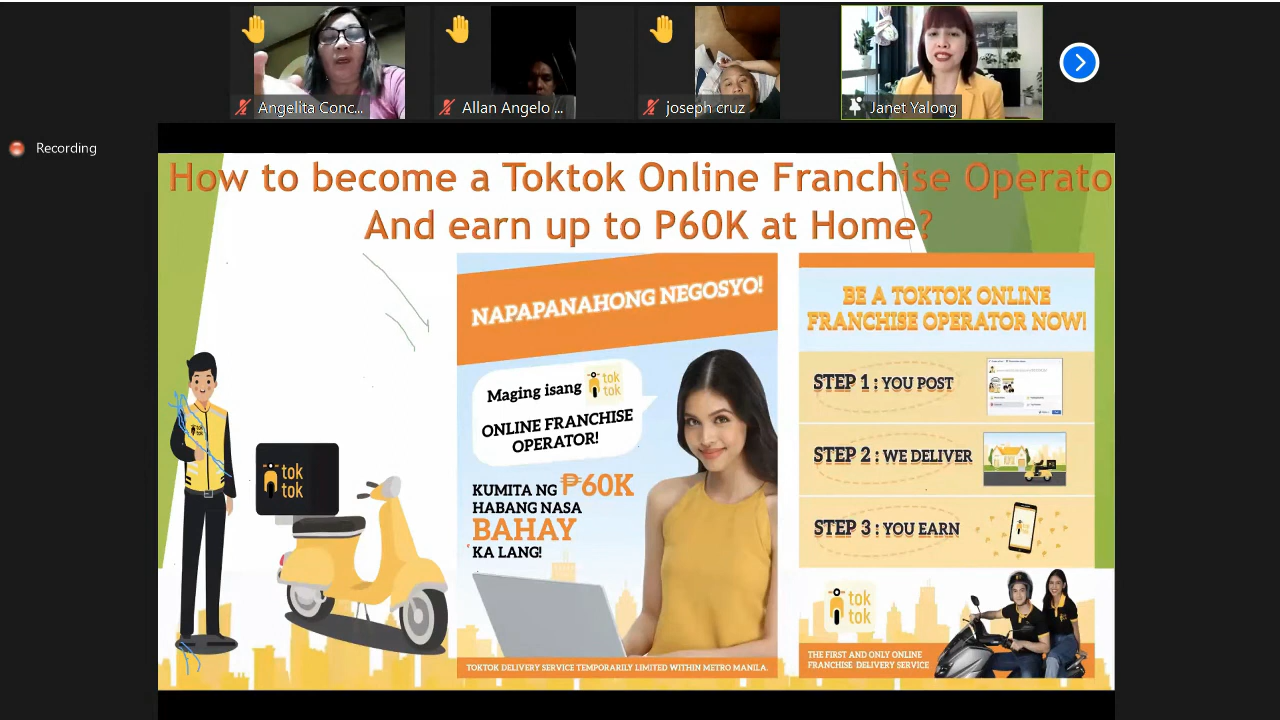 Angelita Conc...
Allan Angelo ...
joseph cruz
Janet Yalong
Recording
How to become a Toktok Online Franchise Operato
And earn up to P60K at Home?
tok
tok
tok
tok
NAPAPANAHONG NEGOSYO!
Maging isang tok tok
ONLINE FRANCHISE
OPERATOR!
KUMITA NG ₱60K
HABANG NASA
BAHAY
KA LANG!
TOKTOK DELIVERY SERVICE TEMPORARILY LIMITED WITHIN METRO MANILA.
BE A TOKTOK ONLINE
FRANCHISE OPERATOR NOW!
STEP 1 : YOU POST
STEP 2 : WE DELIVER
STEP 3 : YOU EARN
tok
tok
THE FIRST AND ONLY ONLINE
FRANCHISE DELIVERY SERVICE